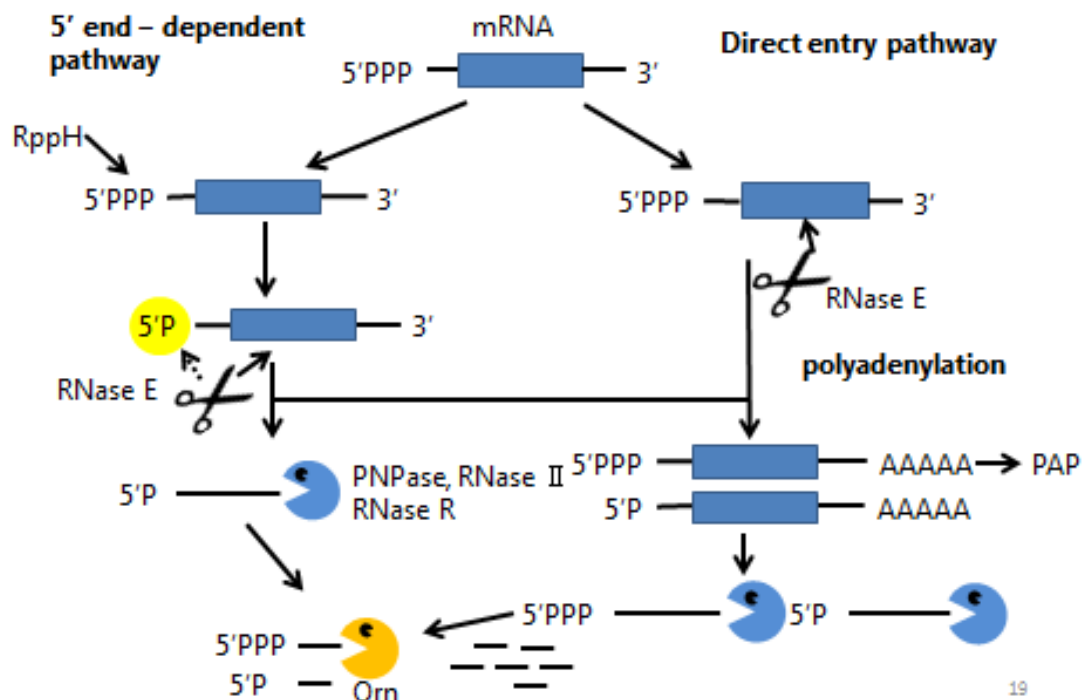 5′ end – dependent
pathway
mRNA
Direct entry pathway
5′PPP
3′
RppH
5′PPP
3′
5′PPP
3′
RNase E
5′P
3′
RNase E
polyadenylation
5′P
PNPase, RNase Ⅱ
RNase R
5′PPP
AAAAA
PAP
5′P
AAAAA
5′PPP
5′P
5′PPP
5′P
Orn
19